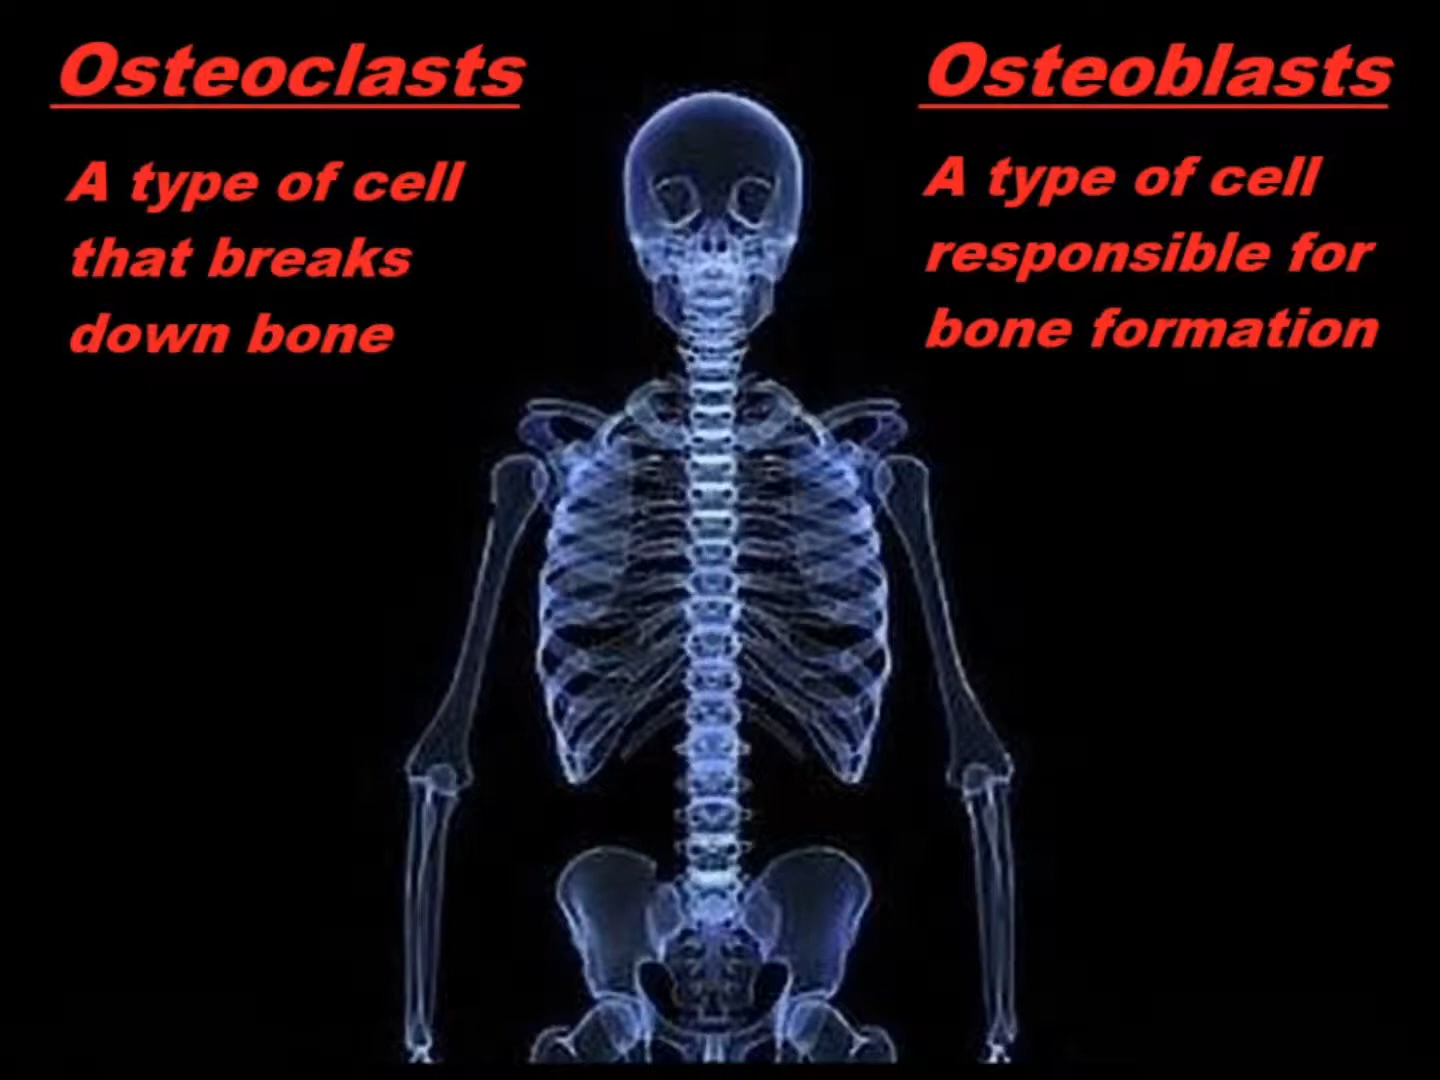 Osteoclasts
A type of cell
that breaks
down bone
Osteoblasts
A type of cell
responsible for
bone formation